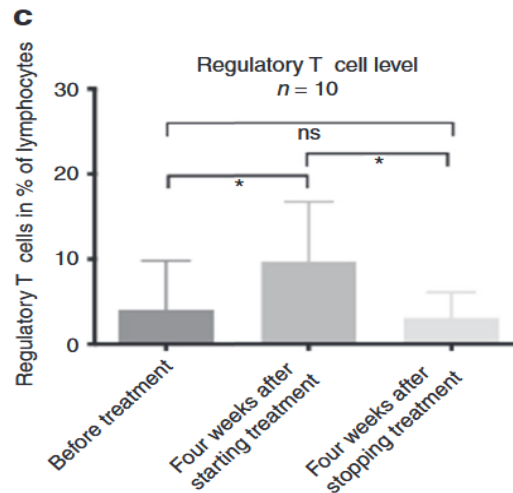 c
Regulatory T cell level
n = 10
Regulatory T cells in % of lymphocytes
30
20
10
0
ns
*
*
Before treatment
Four weeks after
starting treatment
Four weeks after
stopping treatment